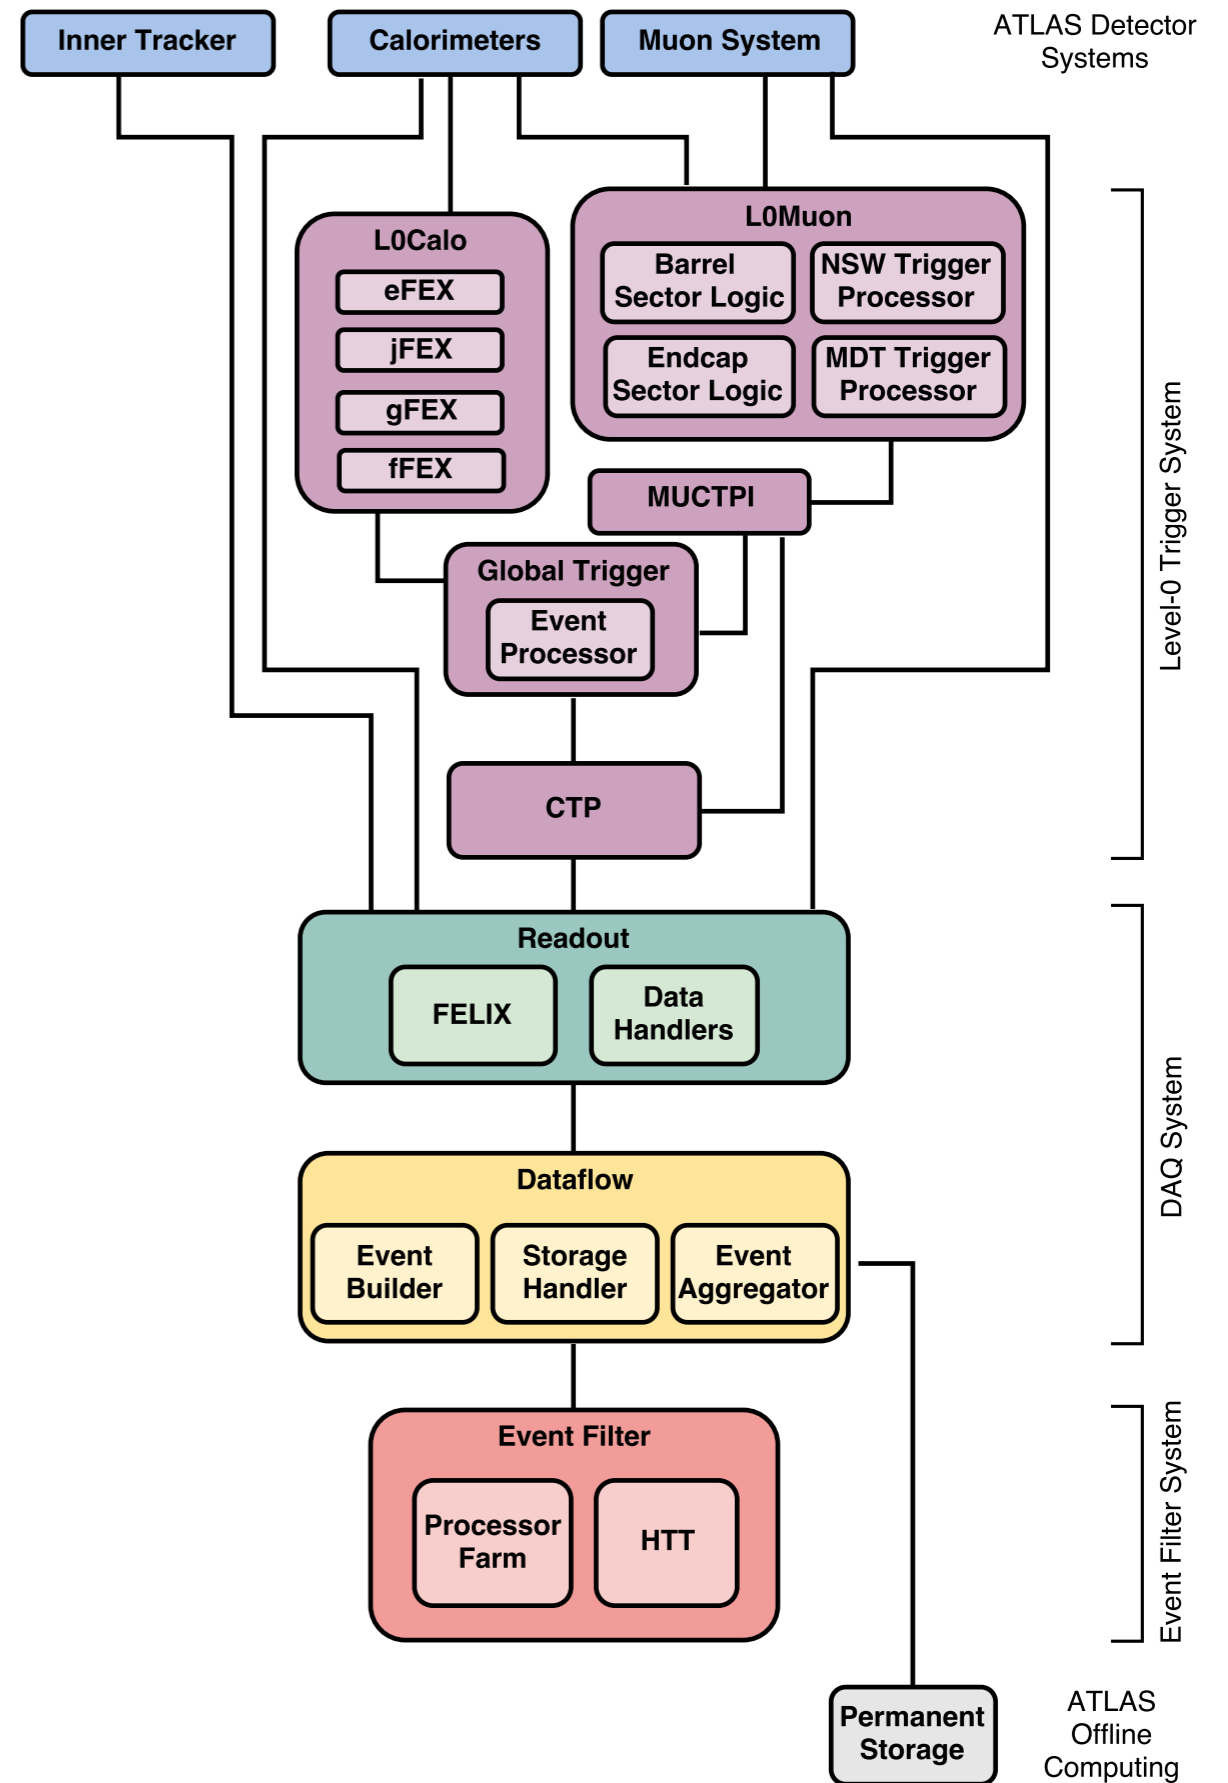 Inner Tracker
Calorimeters
Muon System
ATLAS Detector
Systems
L0Calo
eFEX
jFEX
gFEX
fFEX
L0Muon
Barrel
Sector Logic
NSW Trigger
Processor
Endcap
Sector Logic
MDT Trigger
Processor
MUCTPI
Global Trigger
Event
Processor
CTP
Level-0 Trigger System
Readout
FELIX
Data
Handlers
Dataflow
Event
Builder
Storage
Handler
Event
Aggregator
DAQ System
Event Filter
Processor
Farm
HTT
Event Filter System
Permanent
Storage
ATLAS
Offline
Computing